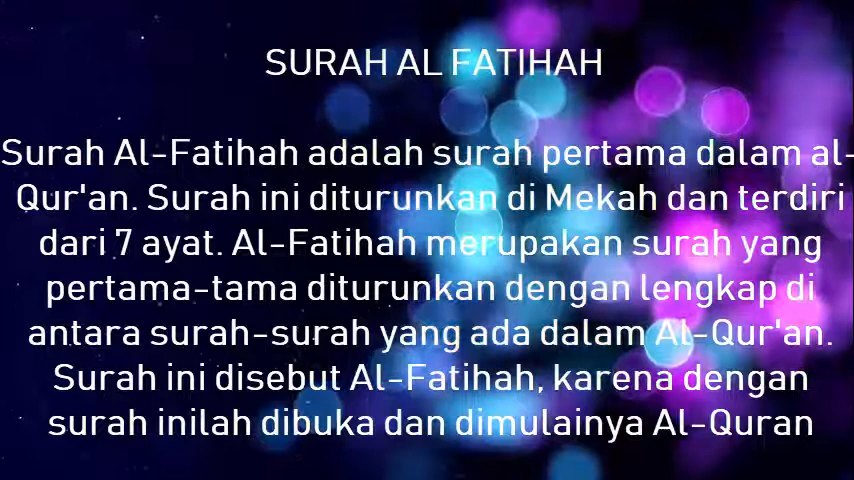 SURAH AL FATIHAH
Surah Al-Fatihah adalah surah pertama dalam al-
Qur'an. Surah ini diturunkan di Mekah dan terdiri
dari 7 ayat. Al-Fatihah merupakan surah yang
pertama-tama diturunkan dengan lengkap di
antara surah-surah yang ada dalam Al-Qur'an.
Surah ini disebut Al-Fatihah, karena dengan
surah inilah dibuka dan dimulainya Al-Quran